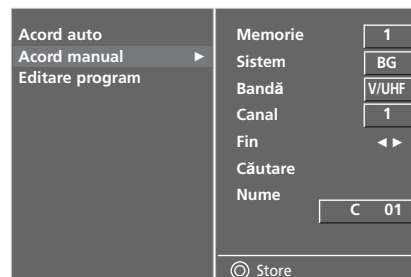 Acord auto
Acord manual ►
Editare program
Memorie 1
Sistem BG
Bandă V/UHF
Canal 1
Fin ◄ ►
Căutare
Nume
C 01
Store